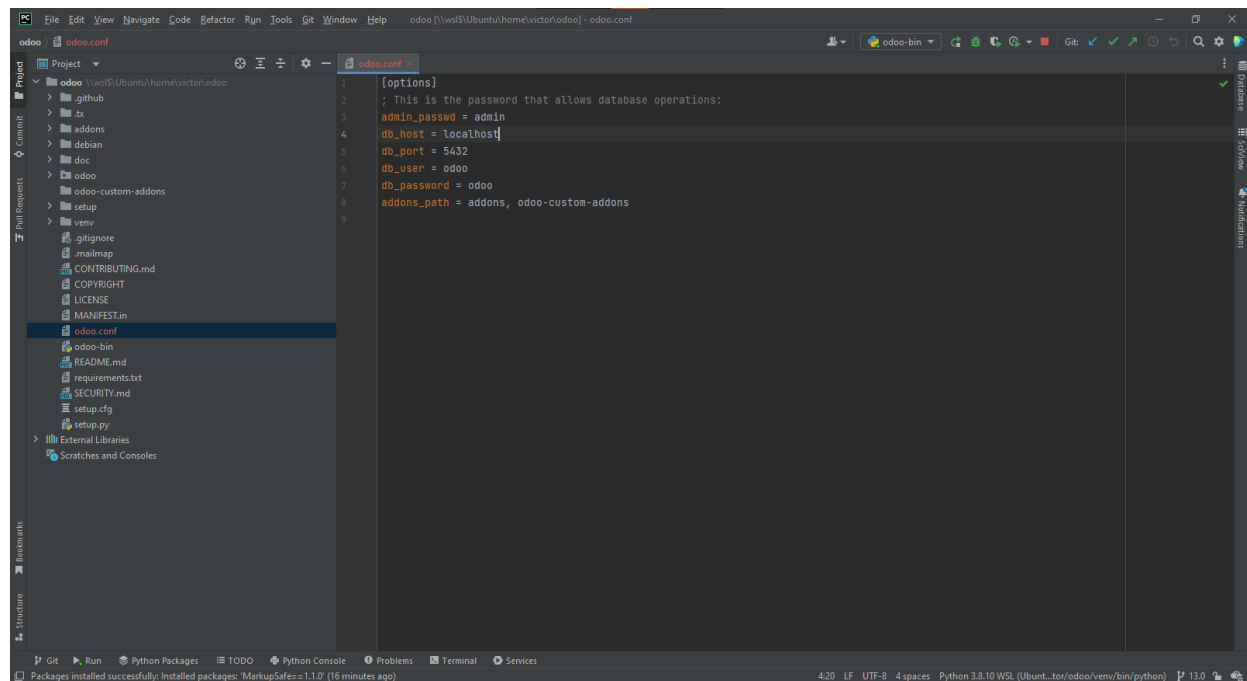 PC File Edit View Navigate Code Refactor Run Tools Git Window Help odoo [\\wsl$\Ubuntu\home\victor\odoo] - odoo.conf
odoo odoo.conf odoo-bin Git:
Project
odoo.conf
odoo \\wsl$\Ubuntu\home\victor\odoo
.github
.tx
addons
debian
doc
odoo
odoo-custom-addons
setup
venv
.gitignore
.mailmap
CONTRIBUTING.md
COPYRIGHT
LICENSE
MANIFEST.in
odoo.conf
odoo-bin
README.md
requirements.txt
SECURITY.md
setup.cfg
setup.py
External Libraries
Scratches and Consoles
1 [options]
2 ; This is the password that allows database operations:
3 admin_passwd = admin
4 db_host = localhost
5 db_port = 5432
6 db_user = odoo
7 db_password = odoo
8 addons_path = addons, odoo-custom-addons
9
Project
Commit
Pull Requests
Bookmarks
Structure
Database
SciView
Notifications
Git Run Python Packages TODO Python Console Problems Terminal Services
Packages installed successfully: Installed packages: 'MarkupSafe==1.1.0' (16 minutes ago) 4:20 LF UTF-8 4 spaces Python 3.8.10 WSL (Ubunt...tor/odoo/venv/bin/python) 13.0